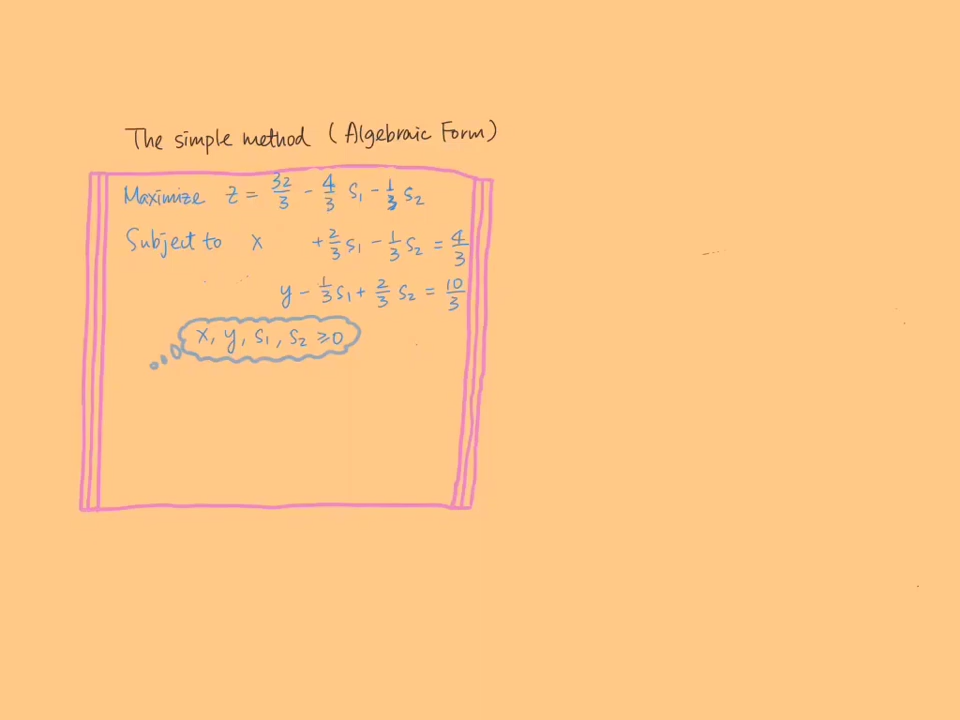 The simple method (Algebraic Form)
Maximize Z = 32/3 - 4/3 S₁ - 1/3 S₂
Subject to x + 2/3 S₁ - 1/3 S₂ = 4/3
y - 1/3 S₁ + 2/3 S₂ = 10/3
x, y, S₁, S₂ ≥ 0